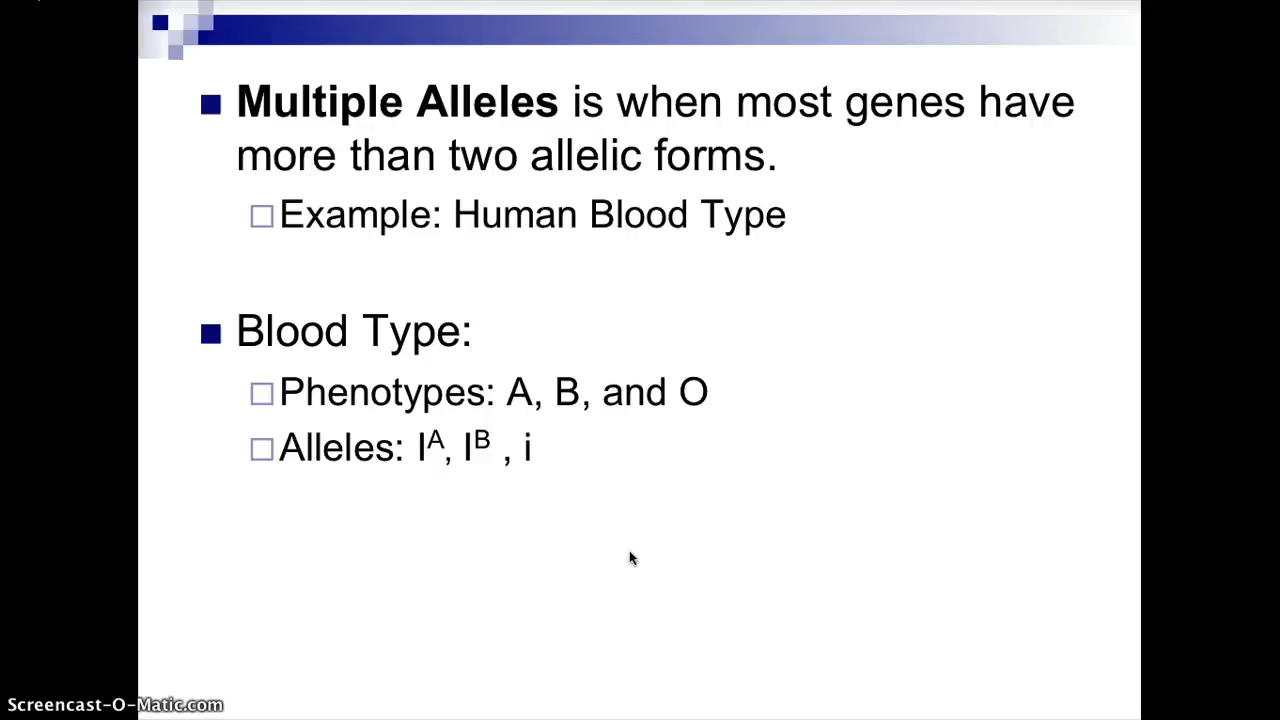 Multiple Alleles is when most genes have
more than two allelic forms.
Example: Human Blood Type
Blood Type:
Phenotypes: A, B, and O
Alleles: Iᴬ, Iᴮ , i
Screencast-O-Matic.com